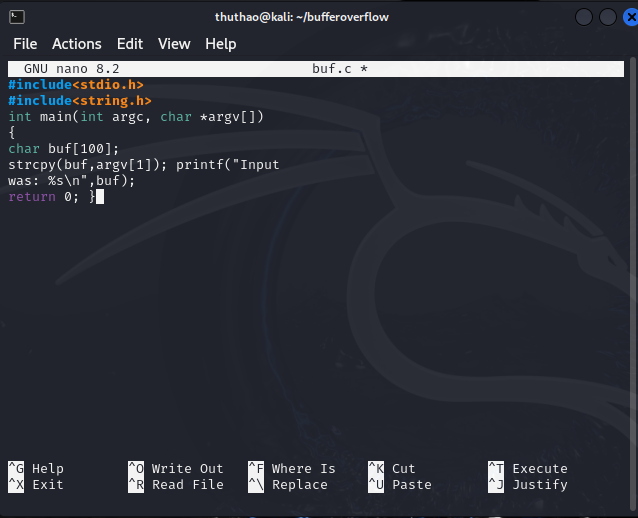 thuthao@kali: ~/bufferoverflow
File Actions Edit View Help
GNU nano 8.2 buf.c *
#include<stdio.h>
#include<string.h>
int main(int argc, char *argv[])
{
char buf[100];
strcpy(buf,argv[1]); printf("Input
was: %s\n",buf);
return 0; }
^G Help ^O Write Out ^F Where Is ^K Cut ^T Execute
^X Exit ^R Read File ^\ Replace ^U Paste ^J Justify